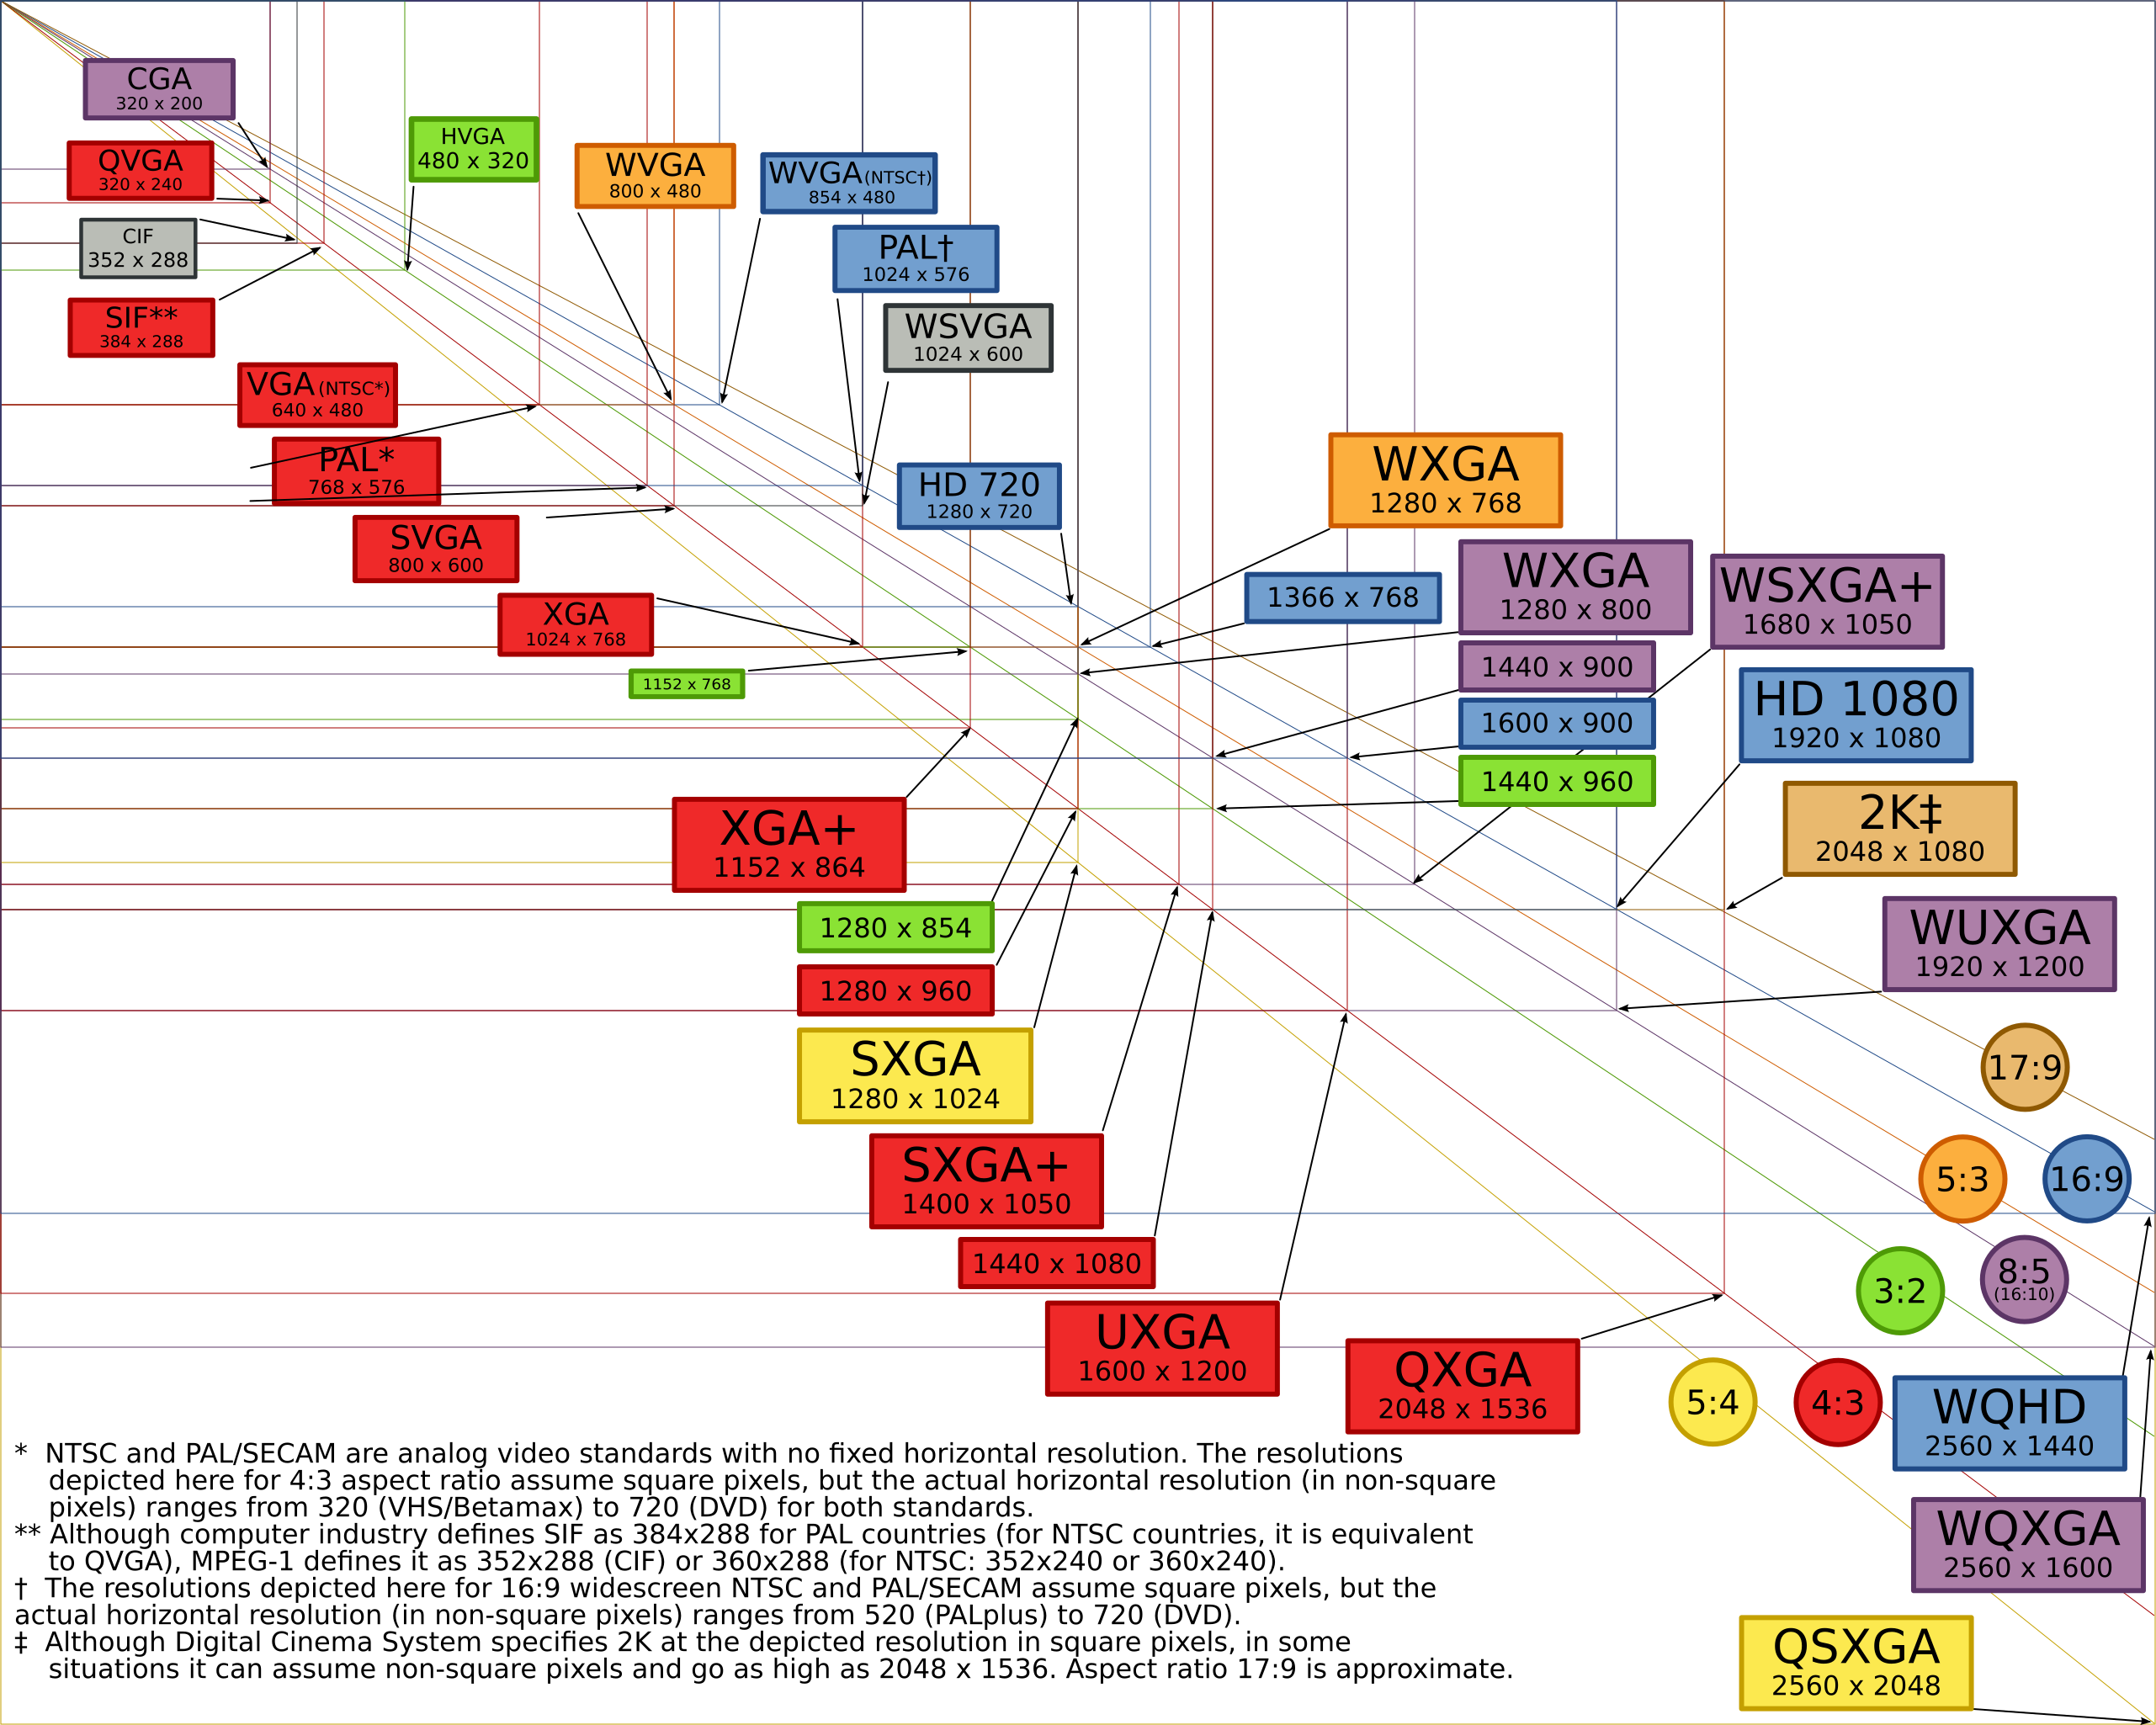 CGA
320 x 200
QVGA
320 x 240
CIF
352 x 288
SIF**
384 x 288
HVGA
480 x 320
WVGA
800 x 480
WVGA (NTSC†)
854 x 480
PAL†
1024 x 576
WSVGA
1024 x 600
VGA (NTSC*)
640 x 480
PAL*
768 x 576
SVGA
800 x 600
HD 720
1280 x 720
XGA
1024 x 768
1152 x 768
WXGA
1280 x 768
1366 x 768
WXGA
1280 x 800
WSXGA+
1680 x 1050
1440 x 900
1600 x 900
1440 x 960
HD 1080
1920 x 1080
2K‡
2048 x 1080
XGA+
1152 x 864
1280 x 854
1280 x 960
WUXGA
1920 x 1200
SXGA
1280 x 1024
SXGA+
1400 x 1050
1440 x 1080
UXGA
1600 x 1200
QXGA
2048 x 1536
17:9
5:3
16:9
3:2
8:5
(16:10)
5:4
4:3
WQHD
2560 x 1440
WQXGA
2560 x 1600
QSXGA
2560 x 2048
* NTSC and PAL/SECAM are analog video standards with no fixed horizontal resolution. The resolutions
depicted here for 4:3 aspect ratio assume square pixels, but the actual horizontal resolution (in non-square
pixels) ranges from 320 (VHS/Betamax) to 720 (DVD) for both standards.
** Although computer industry defines SIF as 384x288 for PAL countries (for NTSC countries, it is equivalent
to QVGA), MPEG-1 defines it as 352x288 (CIF) or 360x288 (for NTSC: 352x240 or 360x240).
† The resolutions depicted here for 16:9 widescreen NTSC and PAL/SECAM assume square pixels, but the
actual horizontal resolution (in non-square pixels) ranges from 520 (PALplus) to 720 (DVD).
‡ Although Digital Cinema System specifies 2K at the depicted resolution in square pixels, in some
situations it can assume non-square pixels and go as high as 2048 x 1536. Aspect ratio 17:9 is approximate.